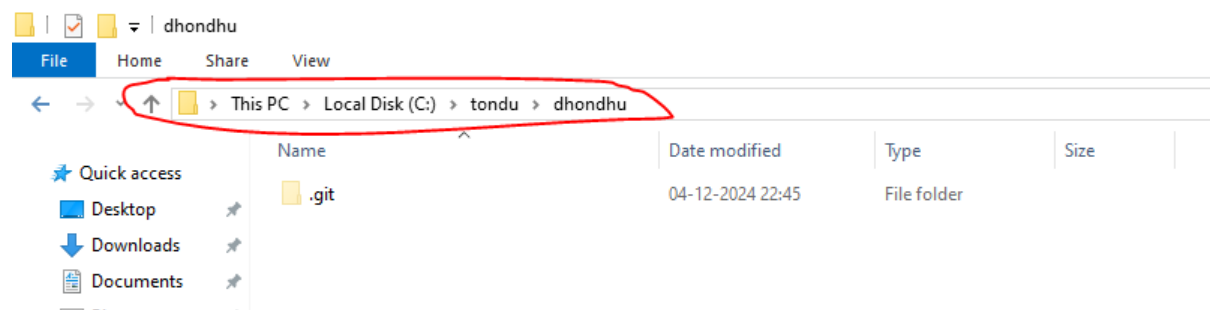 dhondhu
File Home Share View
This PC > Local Disk (C:) > tondu > dhondhu
Name Date modified Type Size
Quick access
.git 04-12-2024 22:45 File folder
Desktop
Downloads
Documents